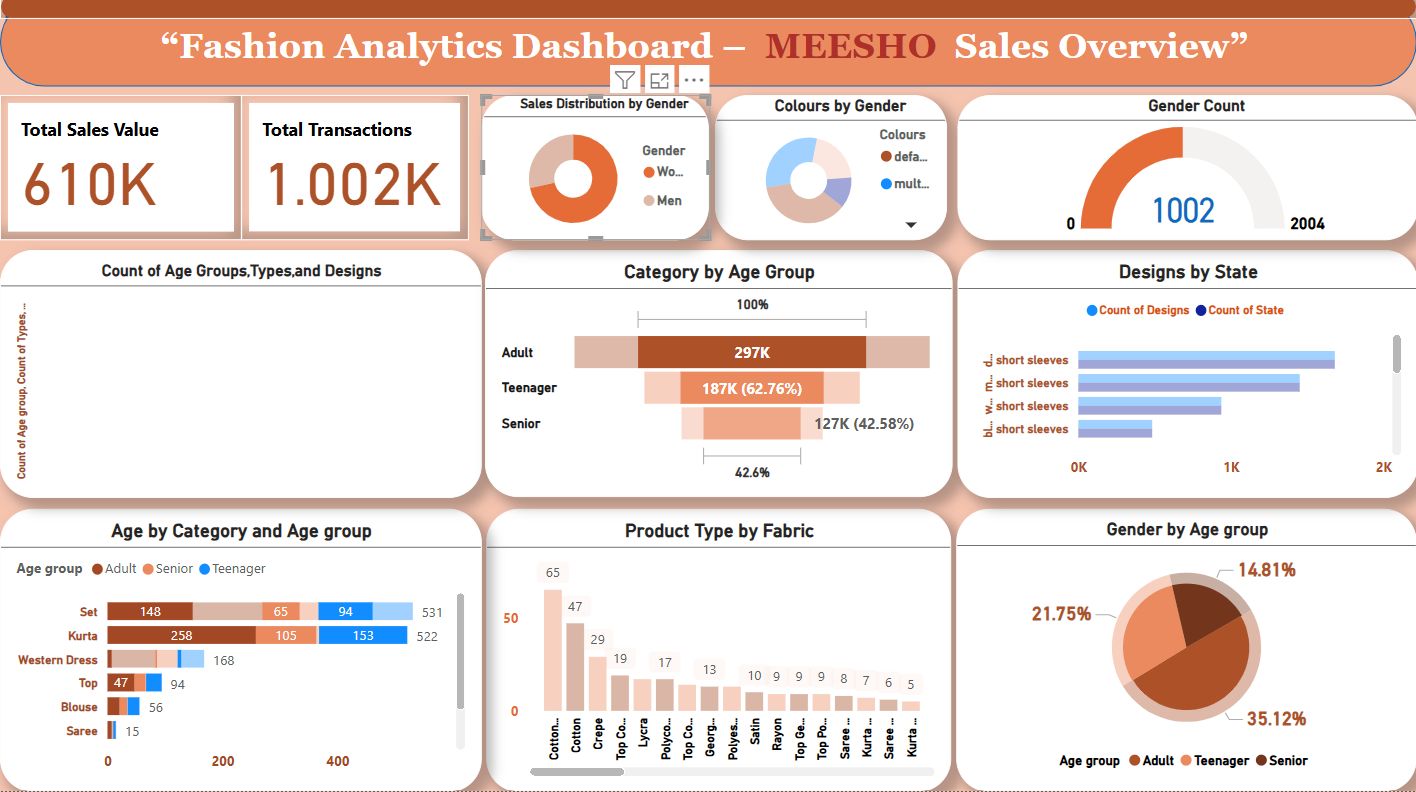 “Fashion Analytics Dashboard – MEESHO Sales Overview”
Total Sales Value
610K
Total Transactions
1.002K
Sales Distribution by Gender
Gender
Wo...
Men
Colours by Gender
Colours
defa...
mult...
Gender Count
0
1002
2004
Count of Age Groups,Types,and Designs
Count of Age group, Count of Types, ...
Category by Age Group
100%
Adult
297K
Teenager
187K (62.76%)
Senior
127K (42.58%)
42.6%
Designs by State
Count of Designs
Count of State
d... short sleeves
m... short sleeves
w... short sleeves
bl... short sleeves
0K 1K 2K
Age by Category and Age group
Age group Adult Senior Teenager
Set 148 65 94 531
Kurta 258 105 153 522
Western Dress 168
Top 47 94
Blouse 56
Saree 15
0 200 400
Product Type by Fabric
50
0
65
47
29
19
17
13
10
9
9
9
8
7
6
5
Cotton...
Cotton
Crepe
Top Co...
Lycra
Polyco...
Top Co...
Georg...
Polyes...
Satin
Rayon
Top Ge...
Top Po...
Saree ...
Kurta ...
Saree ...
Kurta ...
Gender by Age group
14.81%
21.75%
35.12%
Age group Adult Teenager Senior